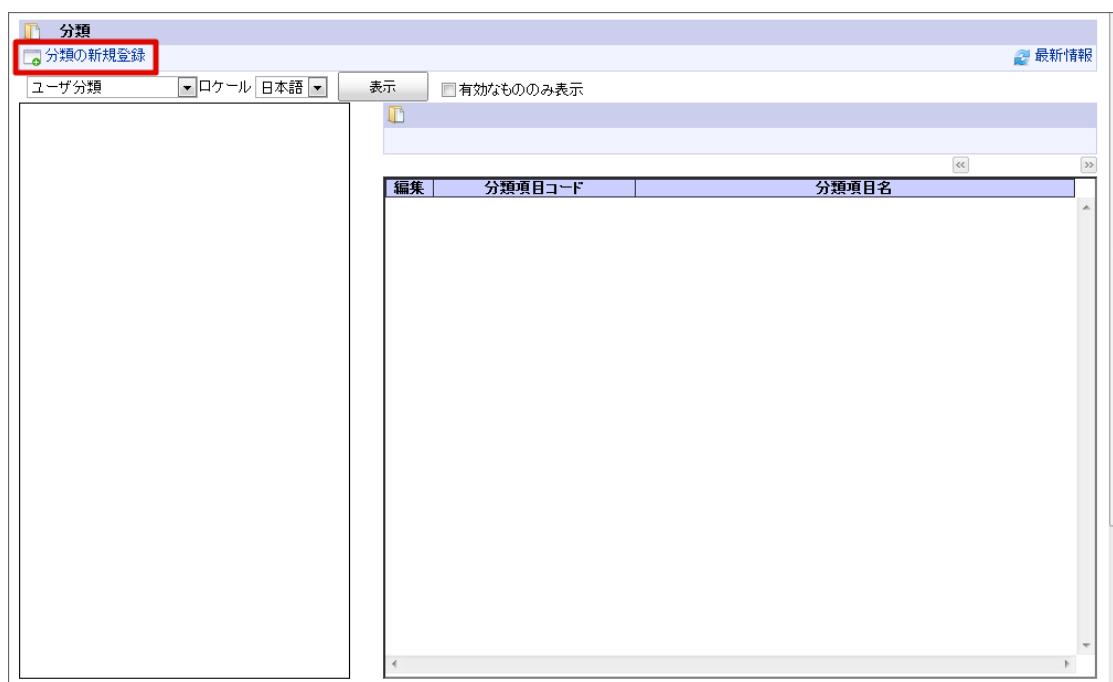 分類
分類の新規登録 最新情報
ユーザ分類 ロケール 日本語 表示 有効なもののみ表示
<< >>
編集 分類項目コード 分類項目名